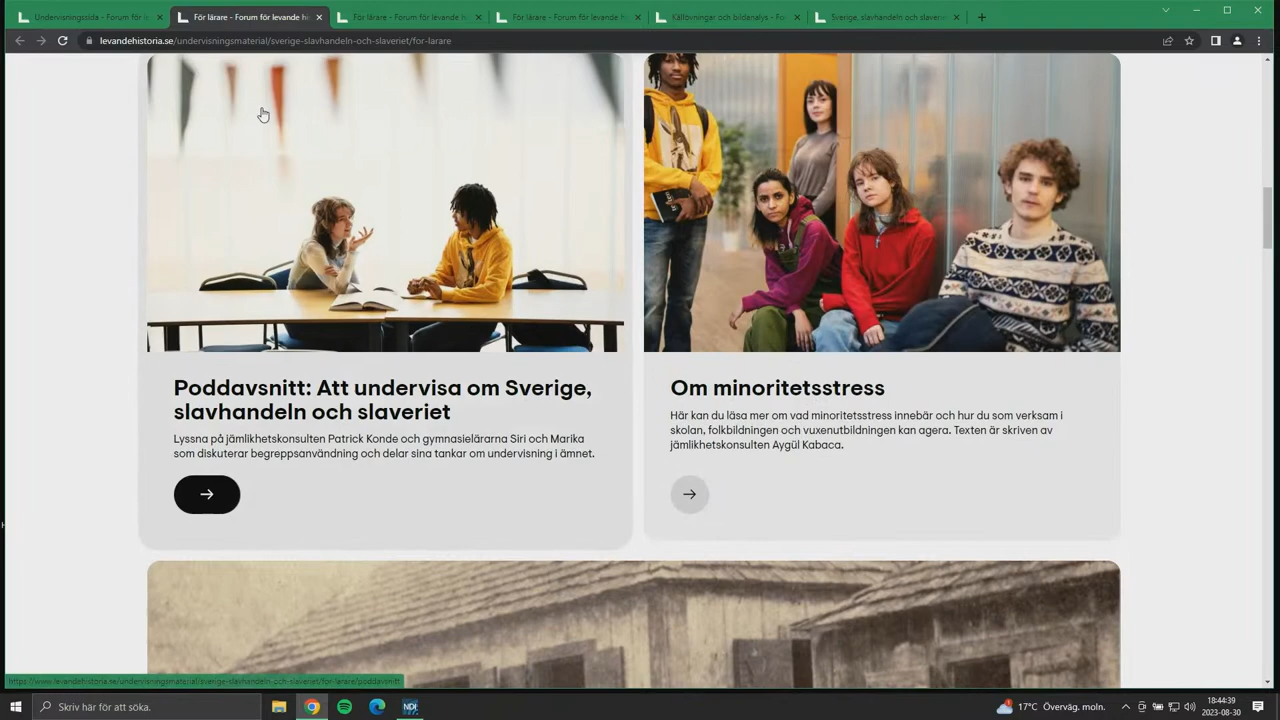 Undervisningssida - Forum för l
För lärare - Forum för levande hi
För lärare - Forum för levande hi
För lärare - Forum för levande hi
Källövningar och bildanalys - Fo
Sverige, slavhandeln och slaveri
levandehistoria.se/undervisningsmaterial/sverige-slavhandeln-och-slaveriet/for-larare
Poddavsnitt: Att undervisa om Sverige,
slavhandeln och slaveriet
Lyssna på jämlikhetskonsulten Patrick Konde och gymnasielärarna Siri och Marika
som diskuterar begreppsanvändning och delar sina tankar om undervisning i ämnet.
Om minoritetsstress
Här kan du läsa mer om vad minoritetsstress innebär och hur du som verksam i
skolan, folkbildningen och vuxenutbildningen kan agera. Texten är skriven av
jämlikhetskonsulten Aygül Kabaca.
https://www.levandehistoria.se/undervisningsmaterial/sverige-slavhandeln-och-slaveriet/for-larare/poddavsnitt
Skriv här för att söka.
NDI
17°C Överväg. moln.
18:44:39
2023-08-30